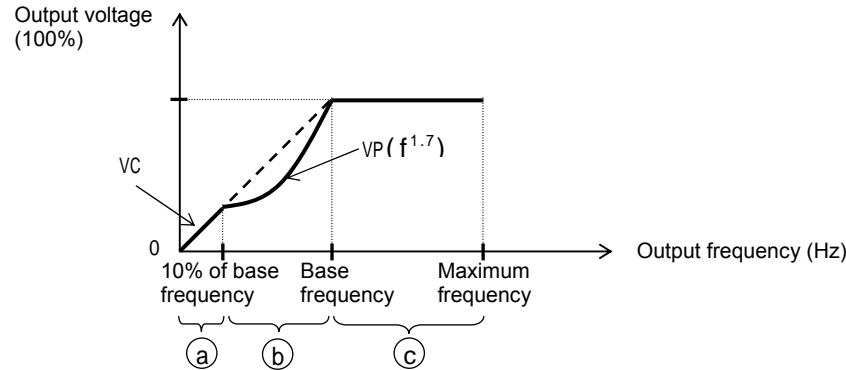 Output voltage
(100%)
VC
VP(f1.7)
0
Output frequency (Hz)
10% of base
frequency
Base
frequency
Maximum
frequency
a
b
c